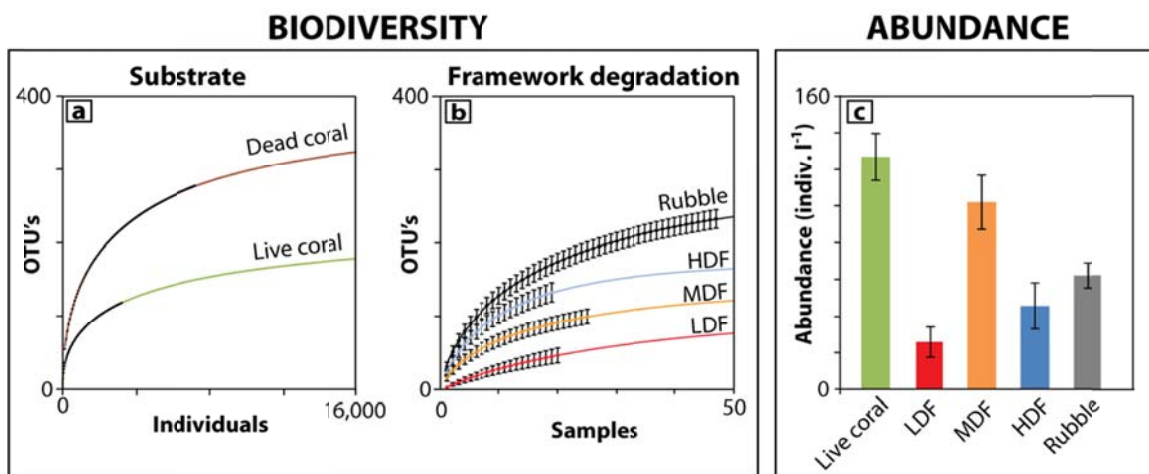 BIODIVERSITY
ABUNDANCE
Substrate
Framework degradation
400
a
Dead coral
Live coral
OTU's
0
0
16,000
Individuals
400
b
Rubble
HDF
MDF
LDF
OTU's
0
0
50
Samples
160
c
Abundance (indiv. l⁻¹)
0
Live coral
LDF
MDF
HDF
Rubble